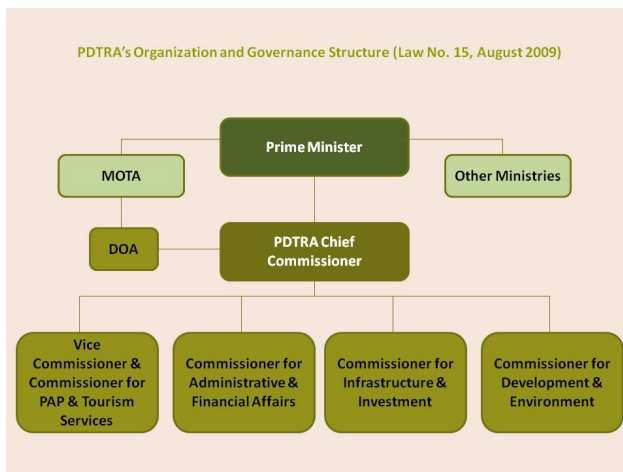 PDTRA's Organization and Governance Structure (Law No. 15, August 2009)
Prime Minister
MOTA
Other Ministries
DOA
PDTRA Chief
Commissioner
Vice
Commissioner &
Commissioner for
PAP & Tourism
Services
Commissioner for
Administrative &
Financial Affairs
Commissioner for
Infrastructure &
Investment
Commissioner for
Development &
Environment